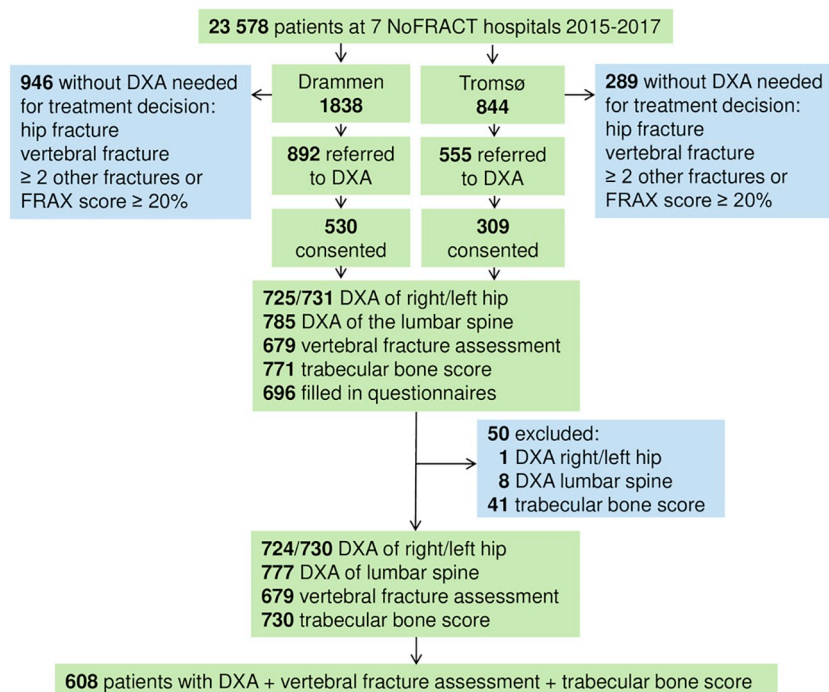 23 578 patients at 7 NoFRACT hospitals 2015-2017
946 without DXA needed
for treatment decision:
hip fracture
vertebral fracture
≥ 2 other fractures or
FRAX score ≥ 20%
Drammen
1838
Tromsø
844
289 without DXA needed
for treatment decision:
hip fracture
vertebral fracture
≥ 2 other fractures or
FRAX score ≥ 20%
892 referred
to DXA
555 referred
to DXA
530
consented
309
consented
725/731 DXA of right/left hip
785 DXA of the lumbar spine
679 vertebral fracture assessment
771 trabecular bone score
696 filled in questionnaires
50 excluded:
1 DXA right/left hip
8 DXA lumbar spine
41 trabecular bone score
724/730 DXA of right/left hip
777 DXA of lumbar spine
679 vertebral fracture assessment
730 trabecular bone score
608 patients with DXA + vertebral fracture assessment + trabecular bone score